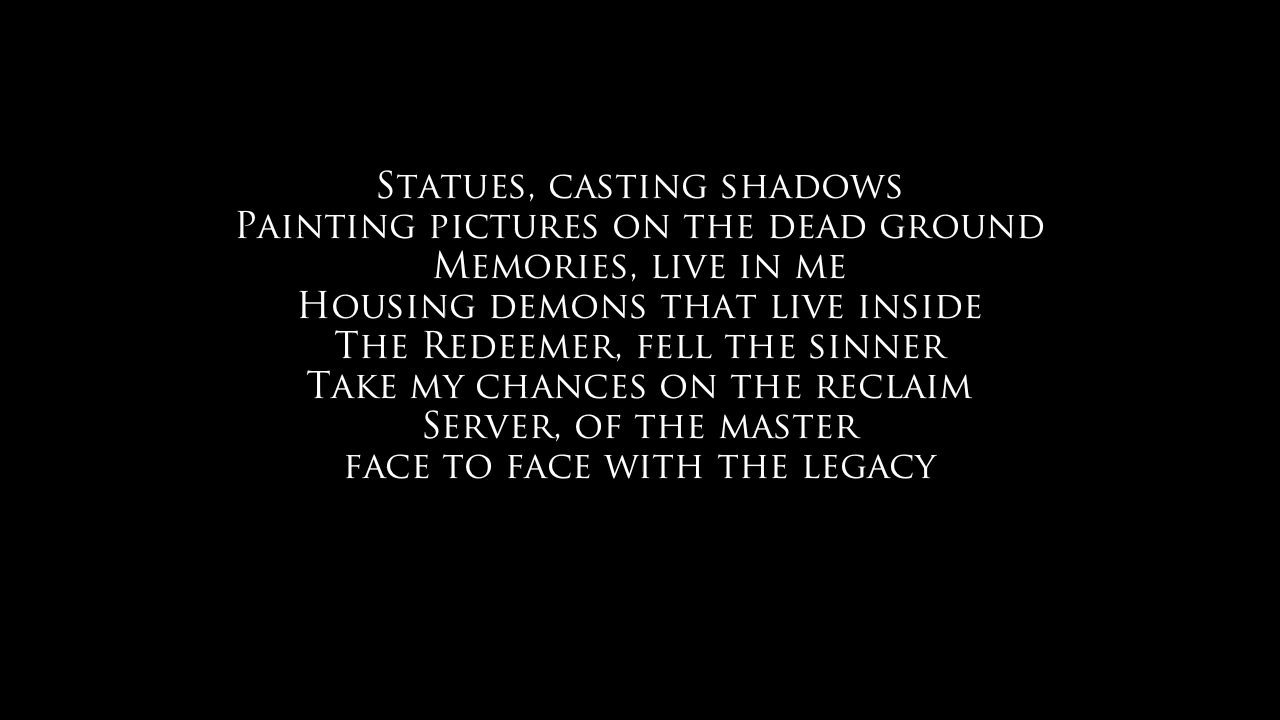 Statues, casting shadows
Painting pictures on the dead ground
Memories, live in me
Housing demons that live inside
The Redeemer, fell the sinner
Take my chances on the reclaim
Server, of the master
face to face with the legacy